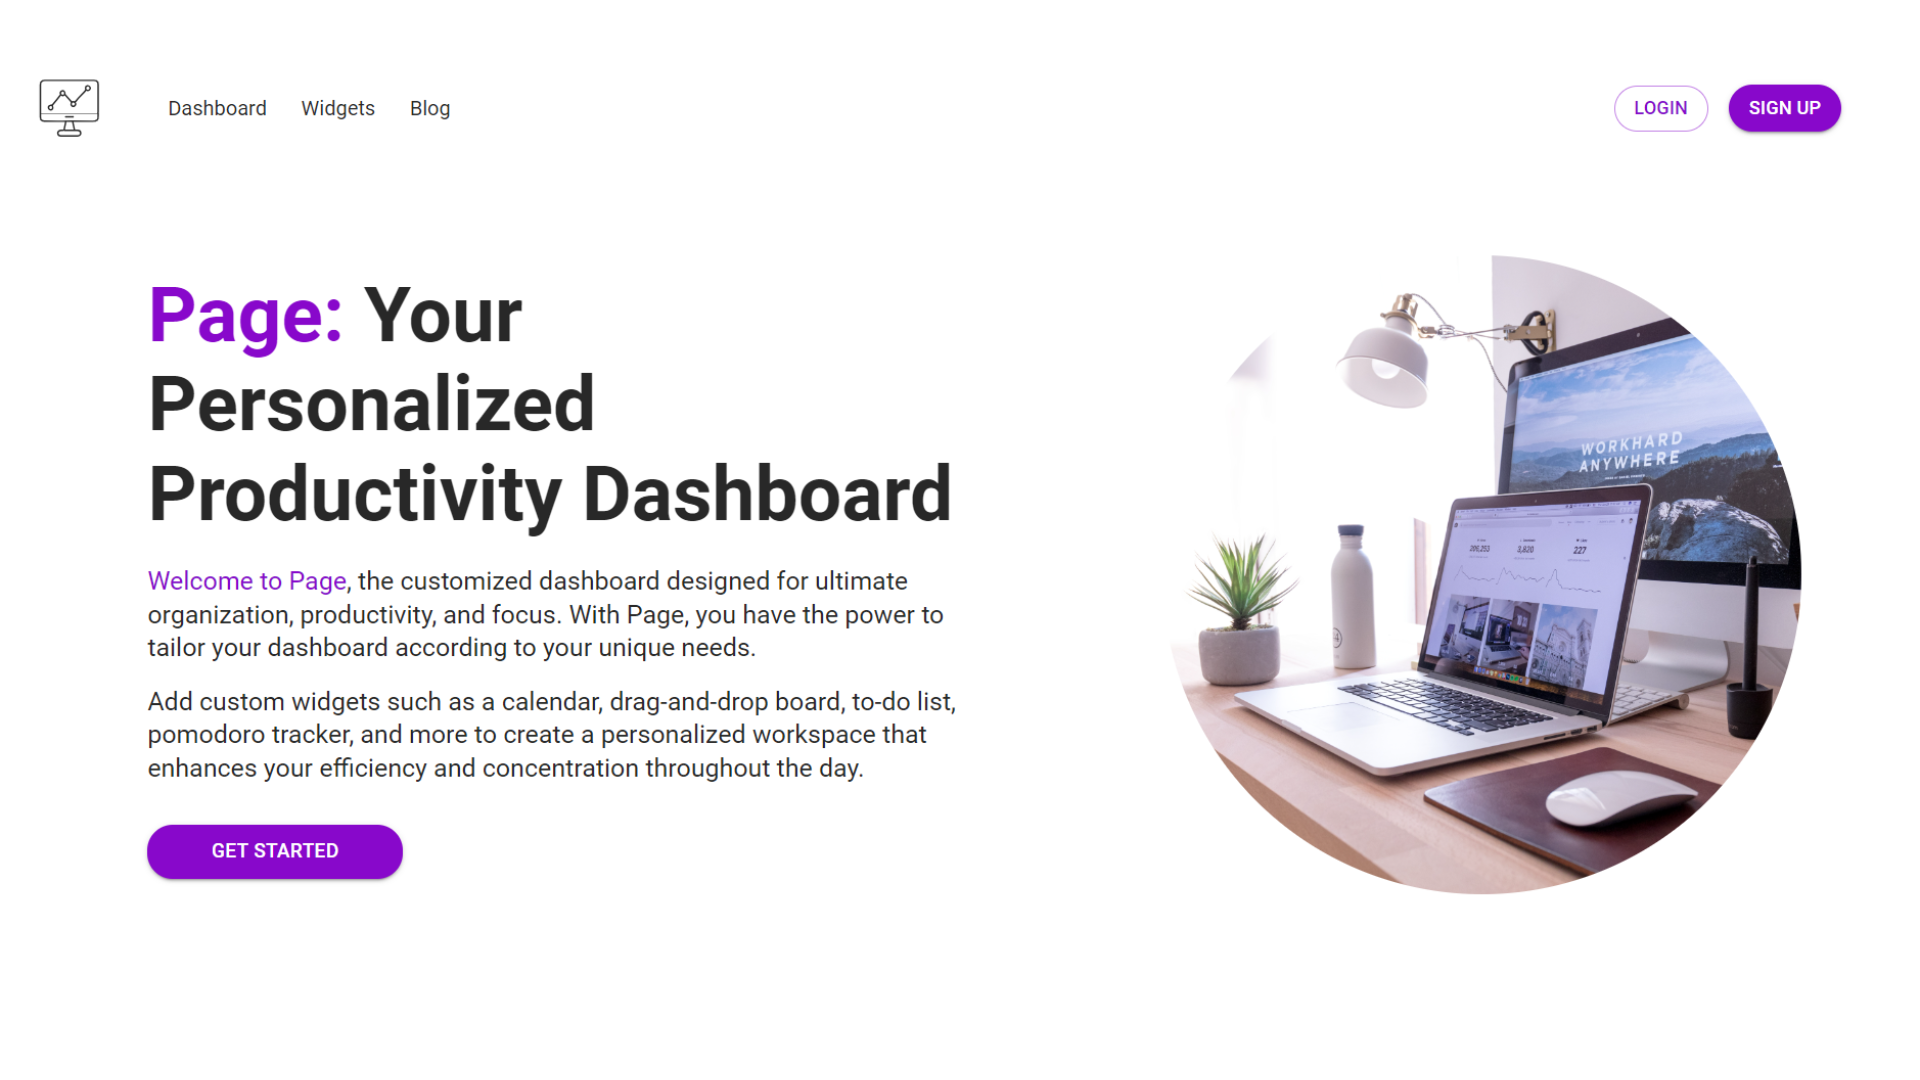 Dashboard Widgets Blog
LOGIN
SIGN UP
Page: Your
Personalized
Productivity Dashboard
Welcome to Page, the customized dashboard designed for ultimate
organization, productivity, and focus. With Page, you have the power to
tailor your dashboard according to your unique needs.
Add custom widgets such as a calendar, drag-and-drop board, to-do list,
pomodoro tracker, and more to create a personalized workspace that
enhances your efficiency and concentration throughout the day.
GET STARTED
WORKHARD
ANYWHERE
3,820
227